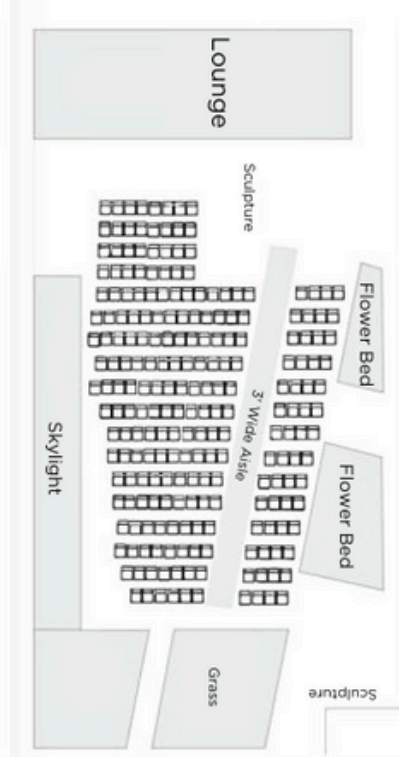 Lounge
Sculpture
Flower Bed
3' Wide Aisle
Skylight
Flower Bed
Grass
Sculpture